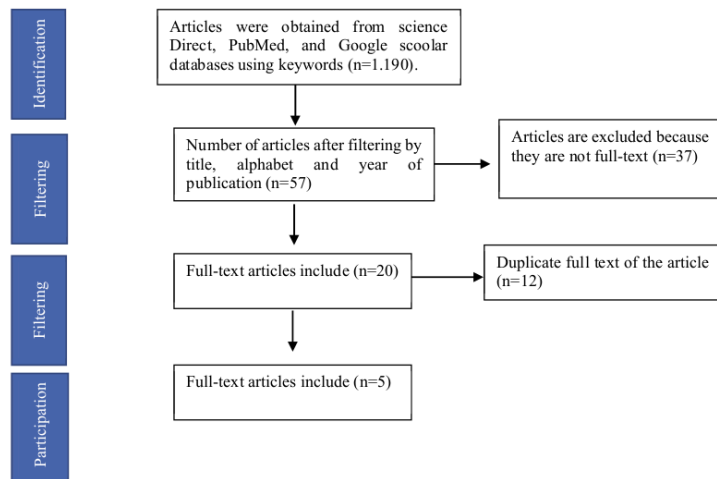 Identification
Articles were obtained from science
Direct, PubMed, and Google scoolar
databases using keywords (n=1.190).
Filtering
Number of articles after filtering by
title, alphabet and year of
publication (n=57)
Articles are excluded because
they are not full-text (n=37)
Filtering
Full-text articles include (n=20)
Duplicate full text of the article
(n=12)
Participation
Full-text articles include (n=5)